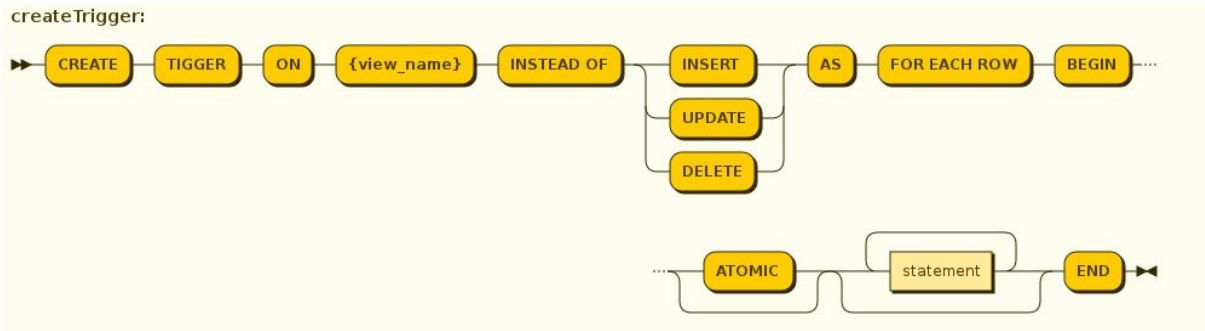 createTrigger:
CREATE TIGGER ON {view_name} INSTEAD OF INSERT AS FOR EACH ROW BEGIN
UPDATE
DELETE
ATOMIC statement END